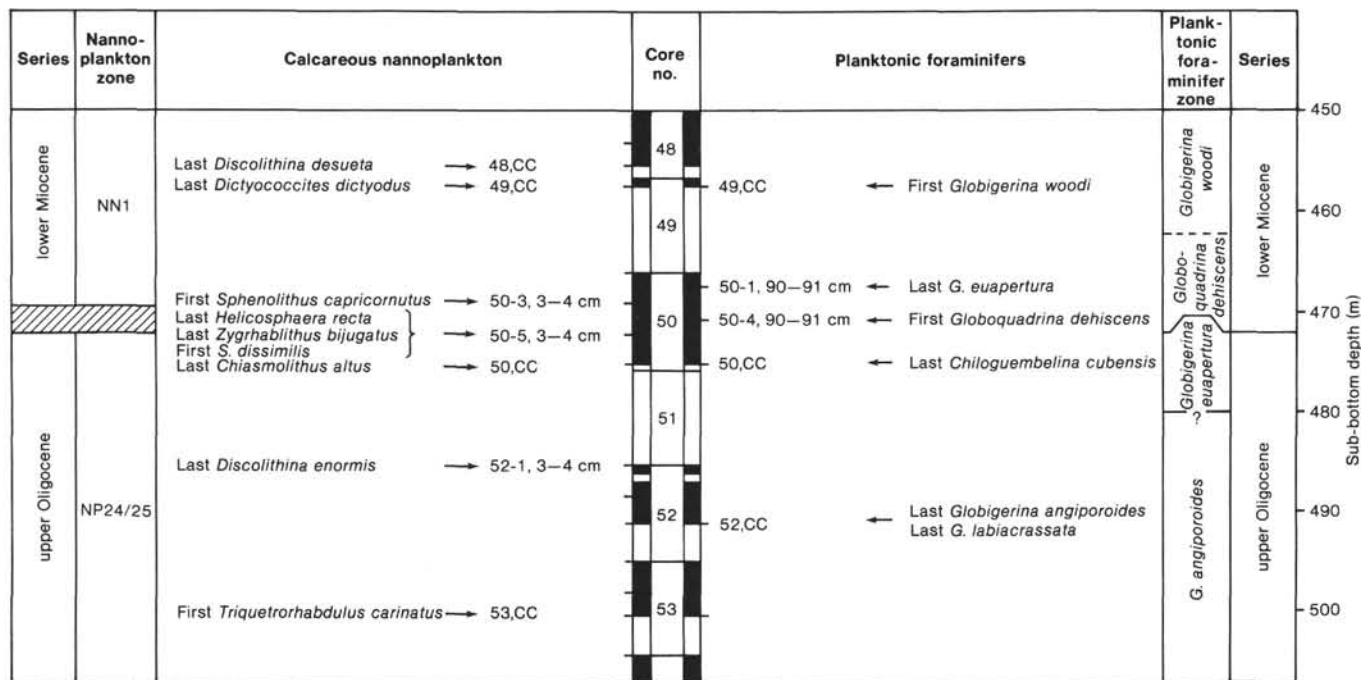 Series
Nanno-
plankton
zone
Calcareous nannoplankton
Core
no.
Planktonic foraminifers
Plank-
tonic
fora-
minifer
zone
Series
lower Miocene
NN1
upper Oligocene
NP24/25
Last Discolithina desueta → 48,CC
Last Dictyococcites dictyodus → 49,CC
First Sphenolithus capricornutus → 50-3, 3—4 cm
Last Helicosphaera recta
Last Zygrhablithus bijugatus → 50-5, 3—4 cm
First S. dissimilis
Last Chiasmolithus altus → 50,CC
Last Discolithina enormis → 52-1, 3—4 cm
First Triquetrorhabdulus carinatus → 53,CC
48
49
50
51
52
53
49,CC ← First Globigerina woodi
50-1, 90—91 cm ← Last G. euapertura
50-4, 90—91 cm ← First Globoquadrina dehiscens
50,CC ← Last Chiloguembelina cubensis
52,CC ← Last Globigerina angiporoides
Last G. labiacrassata
Globigerina
woodi
Globo-
quadrina
dehiscens
Globigerina
euapertura
?
G. angiporoides
lower Miocene
upper Oligocene
450
460
470
480
490
500
Sub-bottom depth (m)